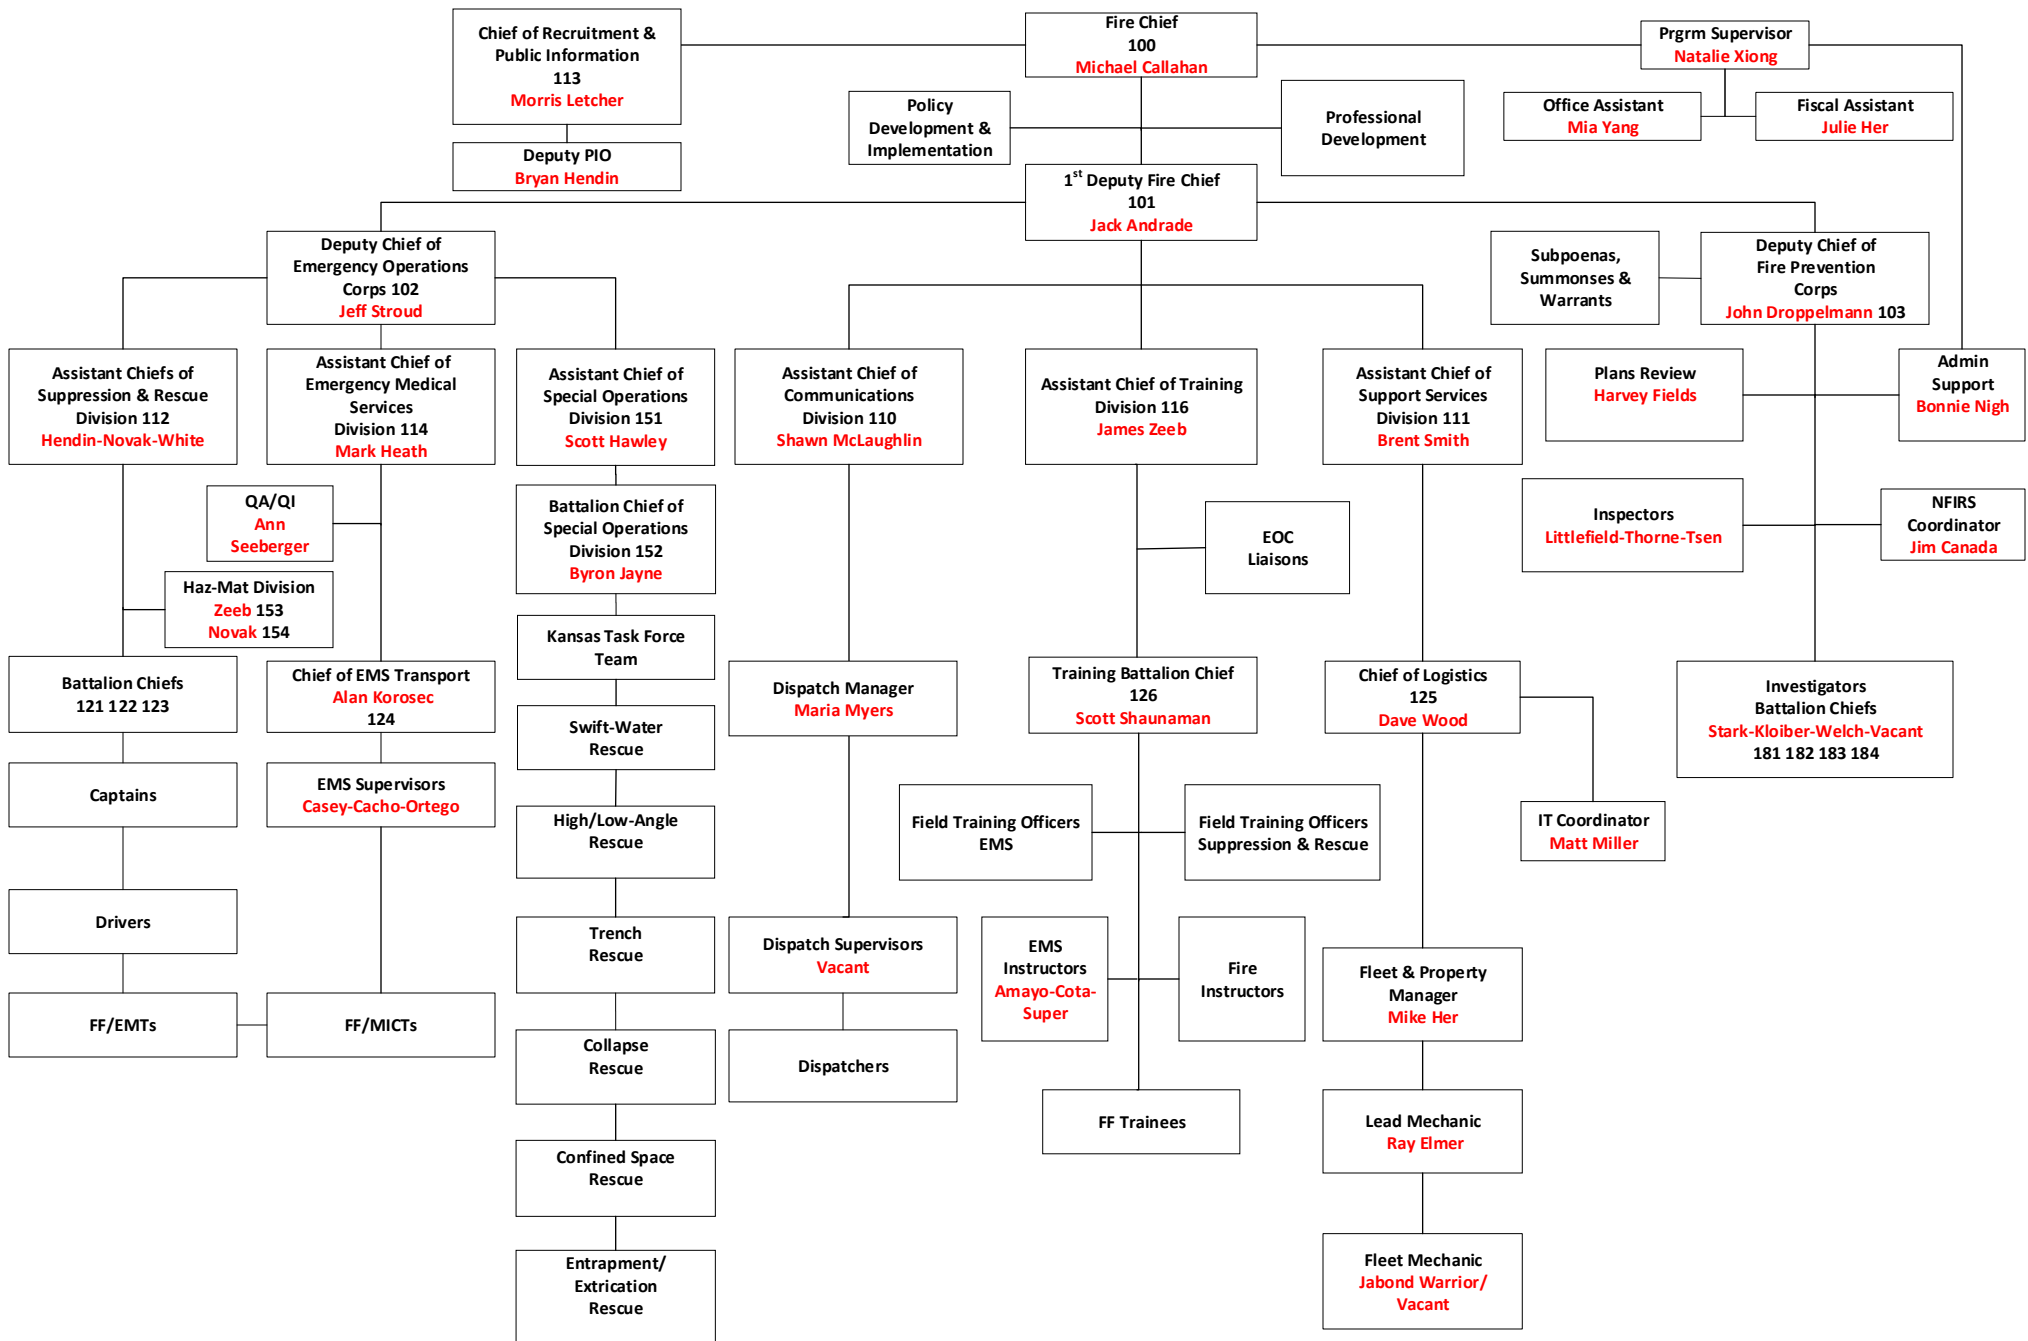 Chief of Recruitment &
Public Information
113
Morris Letcher
Fire Chief
100
Michael Callahan
Prgrm Supervisor
Natalie Xiong
Policy
Development &
Implementation
Professional
Development
Office Assistant
Mia Yang
Fiscal Assistant
Julie Her
Deputy PIO
Bryan Hendin
1st Deputy Fire Chief
101
Jack Andrade
Deputy Chief of
Emergency Operations
Corps 102
Jeff Stroud
Subpoenas,
Summonses &
Warrants
Deputy Chief of
Fire Prevention
Corps
John Droppelmann 103
Assistant Chiefs of
Suppression & Rescue
Division 112
Hendin-Novak-White
Assistant Chief of
Emergency Medical
Services
Division 114
Mark Heath
Assistant Chief of
Special Operations
Division 151
Scott Hawley
Assistant Chief of
Communications
Division 110
Shawn McLaughlin
Assistant Chief of Training
Division 116
James Zeeb
Assistant Chief of
Support Services
Division 111
Brent Smith
Plans Review
Harvey Fields
Admin
Support
Bonnie Nigh
QA/QI
Ann
Seeberger
Battalion Chief of
Special Operations
Division 152
Byron Jayne
EOC
Liaisons
Inspectors
Littlefield-Thorne-Tsen
NFIRS
Coordinator
Jim Canada
Haz-Mat Division
Zeeb 153
Novak 154
Kansas Task Force
Team
Battalion Chiefs
121 122 123
Chief of EMS Transport
Alan Korosec
124
Dispatch Manager
Maria Myers
Training Battalion Chief
126
Scott Shaunaman
Chief of Logistics
125
Dave Wood
Investigators
Battalion Chiefs
Stark-Kloiber-Welch-Vacant
181 182 183 184
Swift-Water
Rescue
Captains
EMS Supervisors
Casey-Cacho-Ortego
High/Low-Angle
Rescue
Field Training Officers
EMS
Field Training Officers
Suppression & Rescue
IT Coordinator
Matt Miller
Drivers
Trench
Rescue
Dispatch Supervisors
Vacant
EMS
Instructors
Amayo-Cota-
Super
Fire
Instructors
Fleet & Property
Manager
Mike Her
FF/EMTs
FF/MICTs
Collapse
Rescue
Dispatchers
FF Trainees
Lead Mechanic
Ray Elmer
Confined Space
Rescue
Entrapment/
Extrication
Rescue
Fleet Mechanic
Jabond Warrior/
Vacant